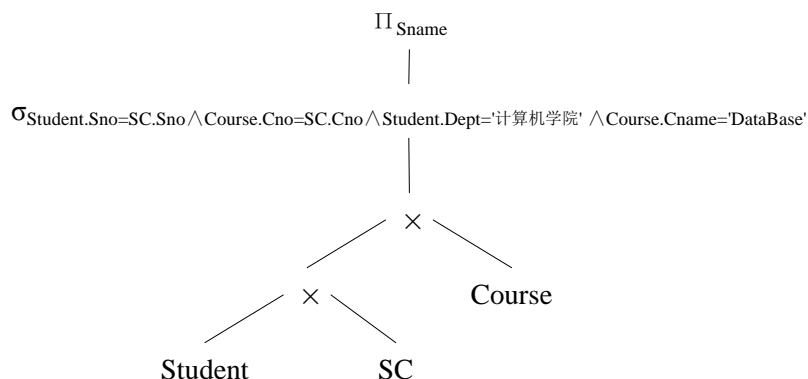 Π Sname
σStudent.Sno=SC.Sno∧Course.Cno=SC.Cno∧Student.Dept='计算机学院' ∧Course.Cname='DataBase'
×
× Course
Student SC